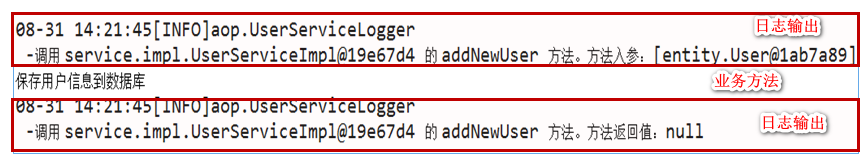 08-31 14:21:45[INFO]aop.UserServiceLogger
日志输出
-调用 service.impl.UserServiceImpl@19e67d4 的 addNewUser 方法。方法入参：[entity.User@1ab7a89]
保存用户信息到数据库
业务方法
08-31 14:21:45[INFO]aop.UserServiceLogger
-调用 service.impl.UserServiceImpl@19e67d4 的 addNewUser 方法。方法返回值：null
日志输出